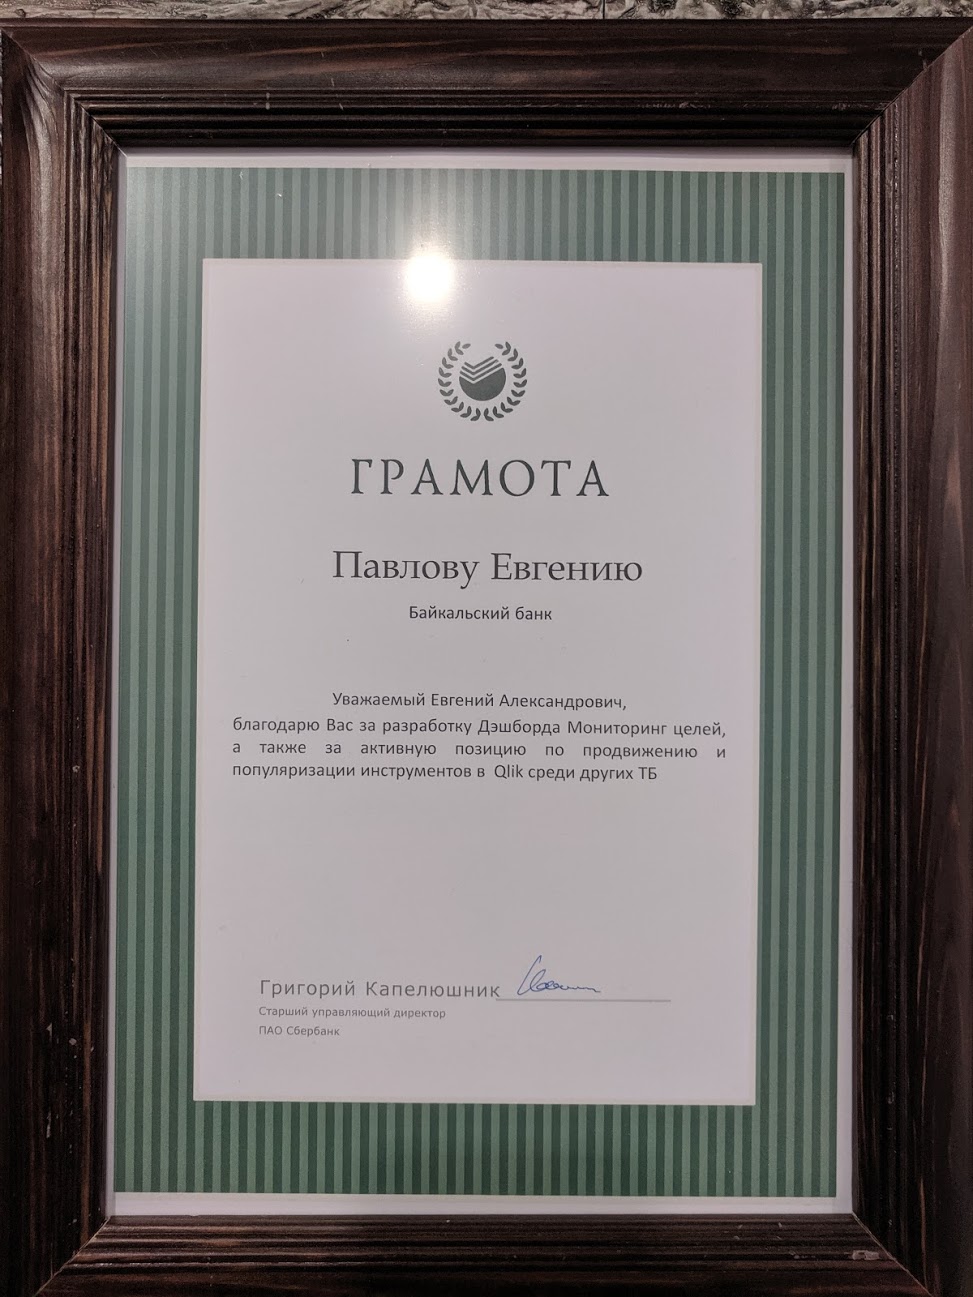 ГРАМОТА
Павлову Евгению
Байкальский банк
Уважаемый Евгений Александрович,
благодарю Вас за разработку Дэшборда Мониторинг целей,
а также за активную позицию по продвижению и
популяризации инструментов в Qlik среди других ТБ
Григорий Капелюшник
Старший управляющий директор
ПАО Сбербанк